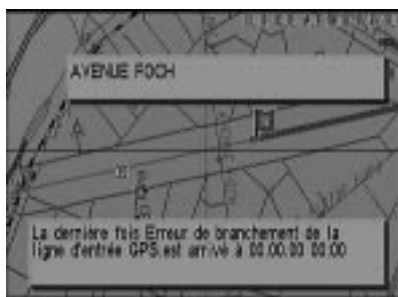 AVENUE FOCH
La dernière fois Erreur de branchement de la
ligne d'entrée GPS.est arrivé à 00.00.00 00:00